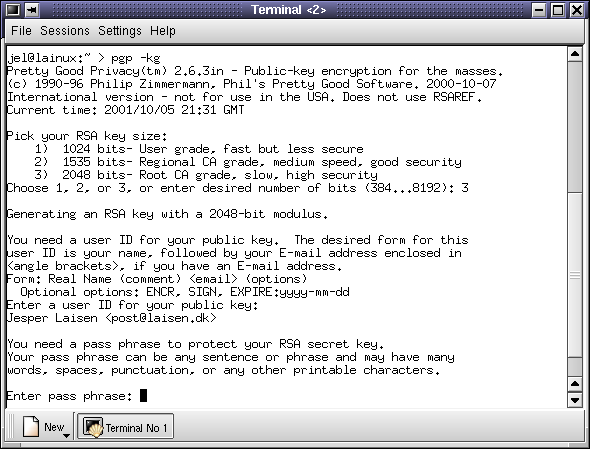 Terminal <2>
File Sessions Settings Help
jel@lainux:~ > pgp -kg
Pretty Good Privacy(tm) 2.6.3in - Public-key encryption for the masses.
(c) 1990-96 Philip Zimmermann, Phil's Pretty Good Software. 2000-10-07
International version - not for use in the USA. Does not use RSAREF.
Current time: 2001/10/05 21:31 GMT
Pick your RSA key size:
1) 1024 bits- User grade, fast but less secure
2) 1535 bits- Regional CA grade, medium speed, good security
3) 2048 bits- Root CA grade, slow, high security
Choose 1, 2, or 3, or enter desired number of bits (384...8192): 3
Generating an RSA key with a 2048-bit modulus.
You need a user ID for your public key.  The desired form for this
user ID is your name, followed by your E-mail address enclosed in
<angle brackets>, if you have an E-mail address.
Form: Real Name (comment) <email> (options)
Optional options: ENCR, SIGN, EXPIRE:yyyy-mm-dd
Enter a user ID for your public key:
Jesper Laisen <post@laisen.dk>
You need a pass phrase to protect your RSA secret key.
Your pass phrase can be any sentence or phrase and may have many
words, spaces, punctuation, or any other printable characters.
Enter pass phrase:
New Terminal No 1